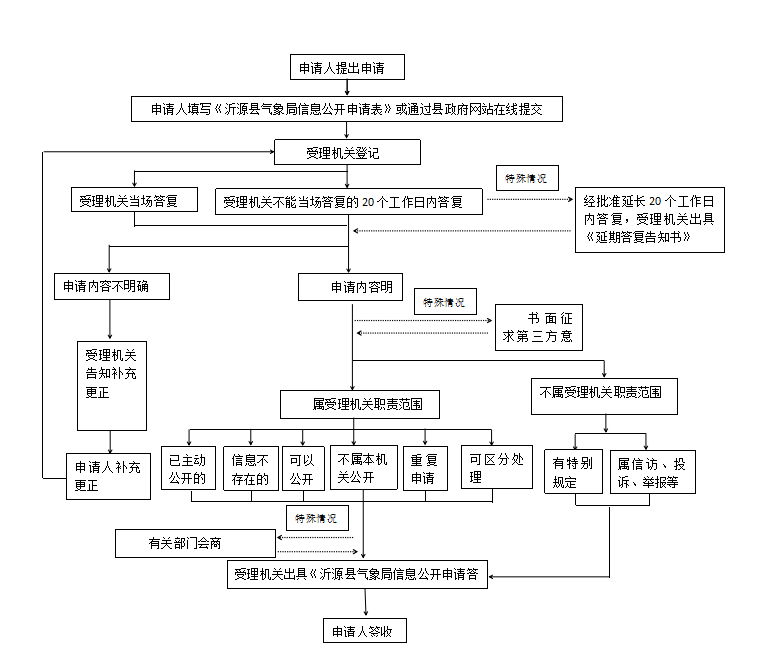 申请人提出申请
申请人填写《沂源县气象局信息公开申请表》或通过县政府网站在线提交
受理机关登记
特殊情况
受理机关当场答复
受理机关不能当场答复的 20 个工作日内答复
经批准延长 20 个工作日
内答复，受理机关出具
《延期答复告知书》
申请内容不明确
申请内容明
特殊情况
书面征
求第三方意
受理机关
告知补充
更正
属受理机关职责范围
不属受理机关职责范围
申请人补充
更正
已主动
公开的
信息不
存在的
可以
公开
不属本机
关公开
重复
申请
可区分处
理
有特别
规定
属信访、投
诉、举报等
特殊情况
有关部门会商
受理机关出具《沂源县气象局信息公开申请答
申请人签收